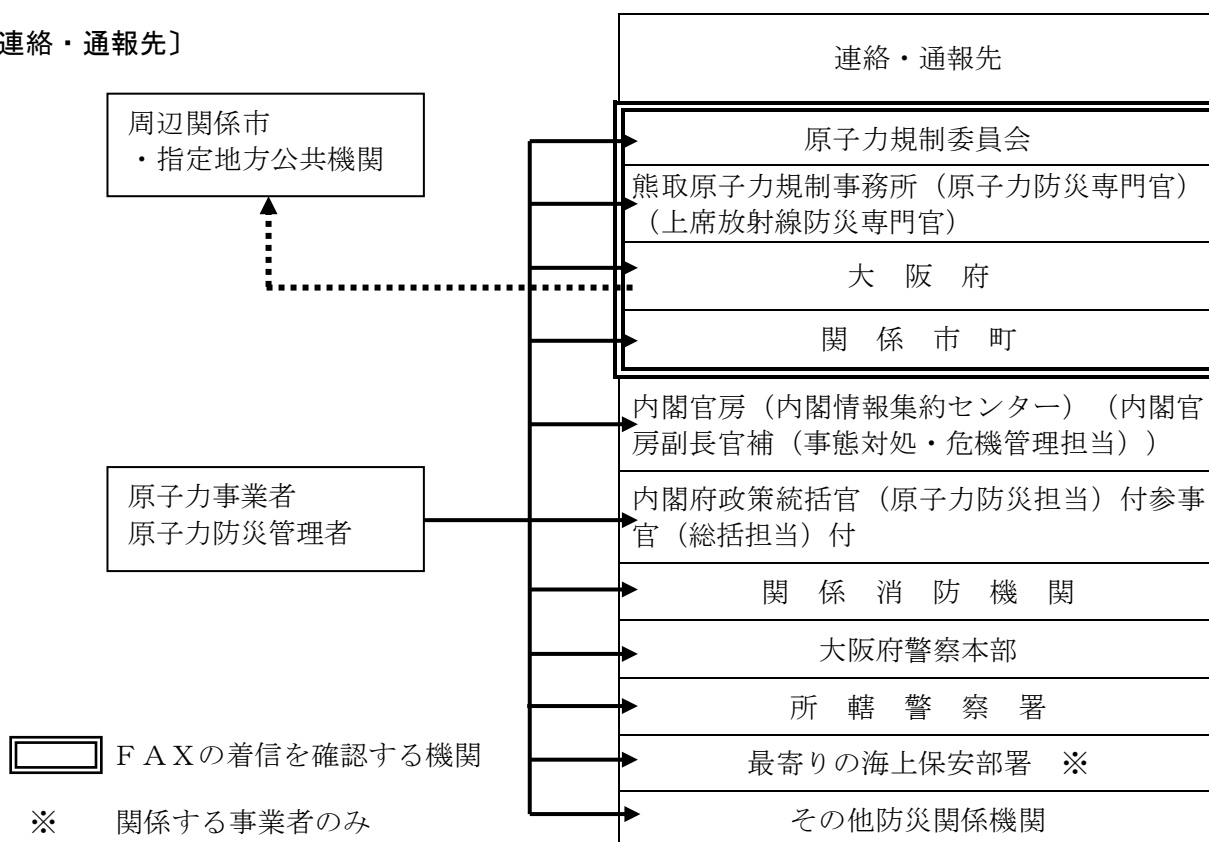 連絡・通報先〕
連絡・通報先
周辺関係市
・指定地方公共機関
原子力規制委員会
熊取原子力規制事務所（原子力防災専門官）
（上席放射線防災専門官）
大　阪　府
関　係　市　町
内閣官房（内閣情報集約センター）（内閣官
房副長官補（事態対処・危機管理担当））
原子力事業者
原子力防災管理者
内閣府政策統括官（原子力防災担当）付参事
官（総括担当）付
関　係　消　防　機　関
大阪府警察本部
所　轄　警　察　署
ＦＡＸの着信を確認する機関
最寄りの海上保安部署　※
※　関係する事業者のみ
その他防災関係機関